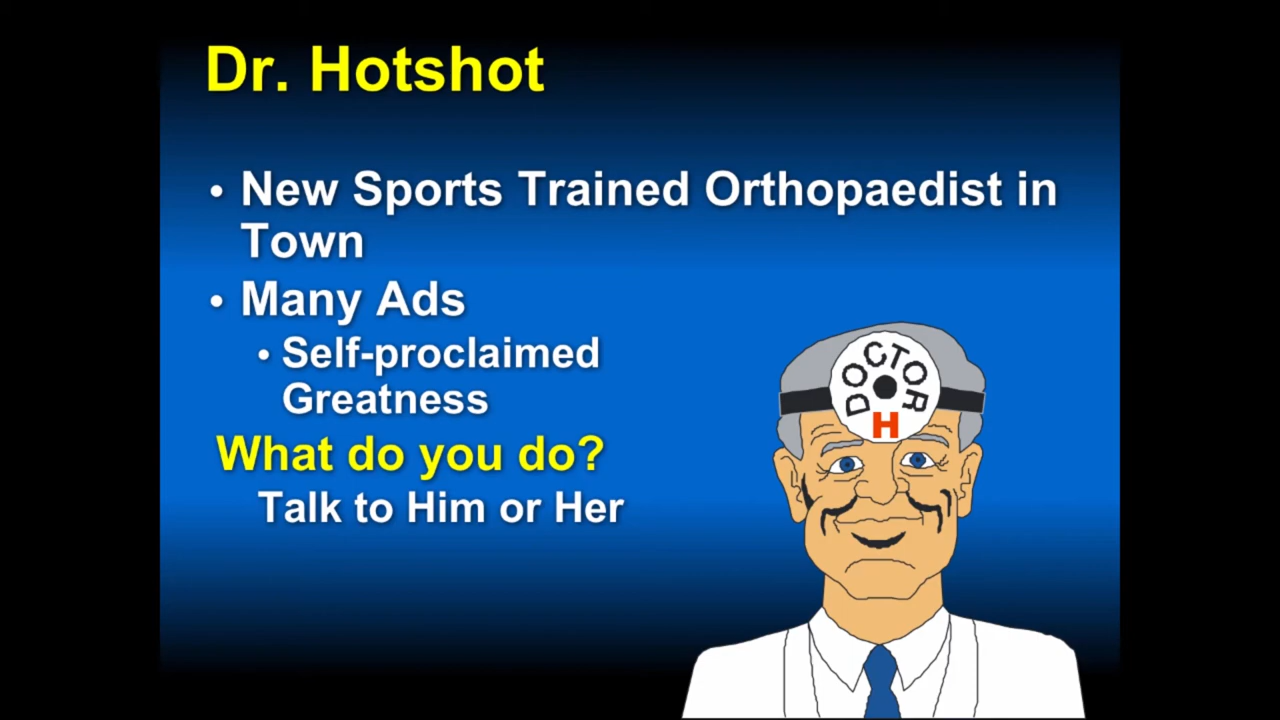 Dr. Hotshot
• New Sports Trained Orthopaedist in
Town
• Many Ads
• Self-proclaimed
Greatness
What do you do?
Talk to Him or Her
DOCTOR
H